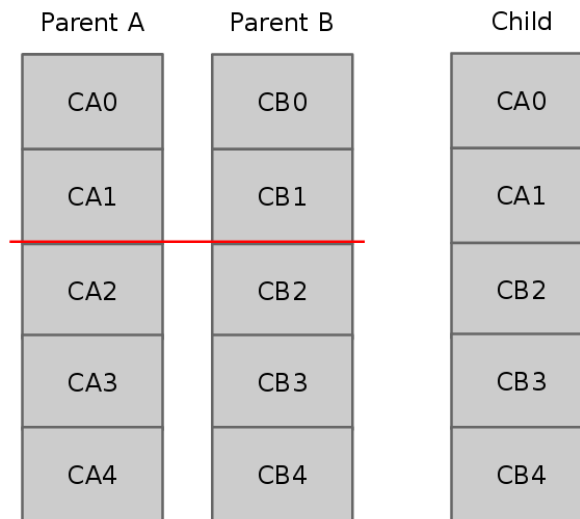 Parent A Parent B Child
CA0 CB0 CA0
CA1 CB1 CA1
CA2 CB2 CB2
CA3 CB3 CB3
CA4 CB4 CB4